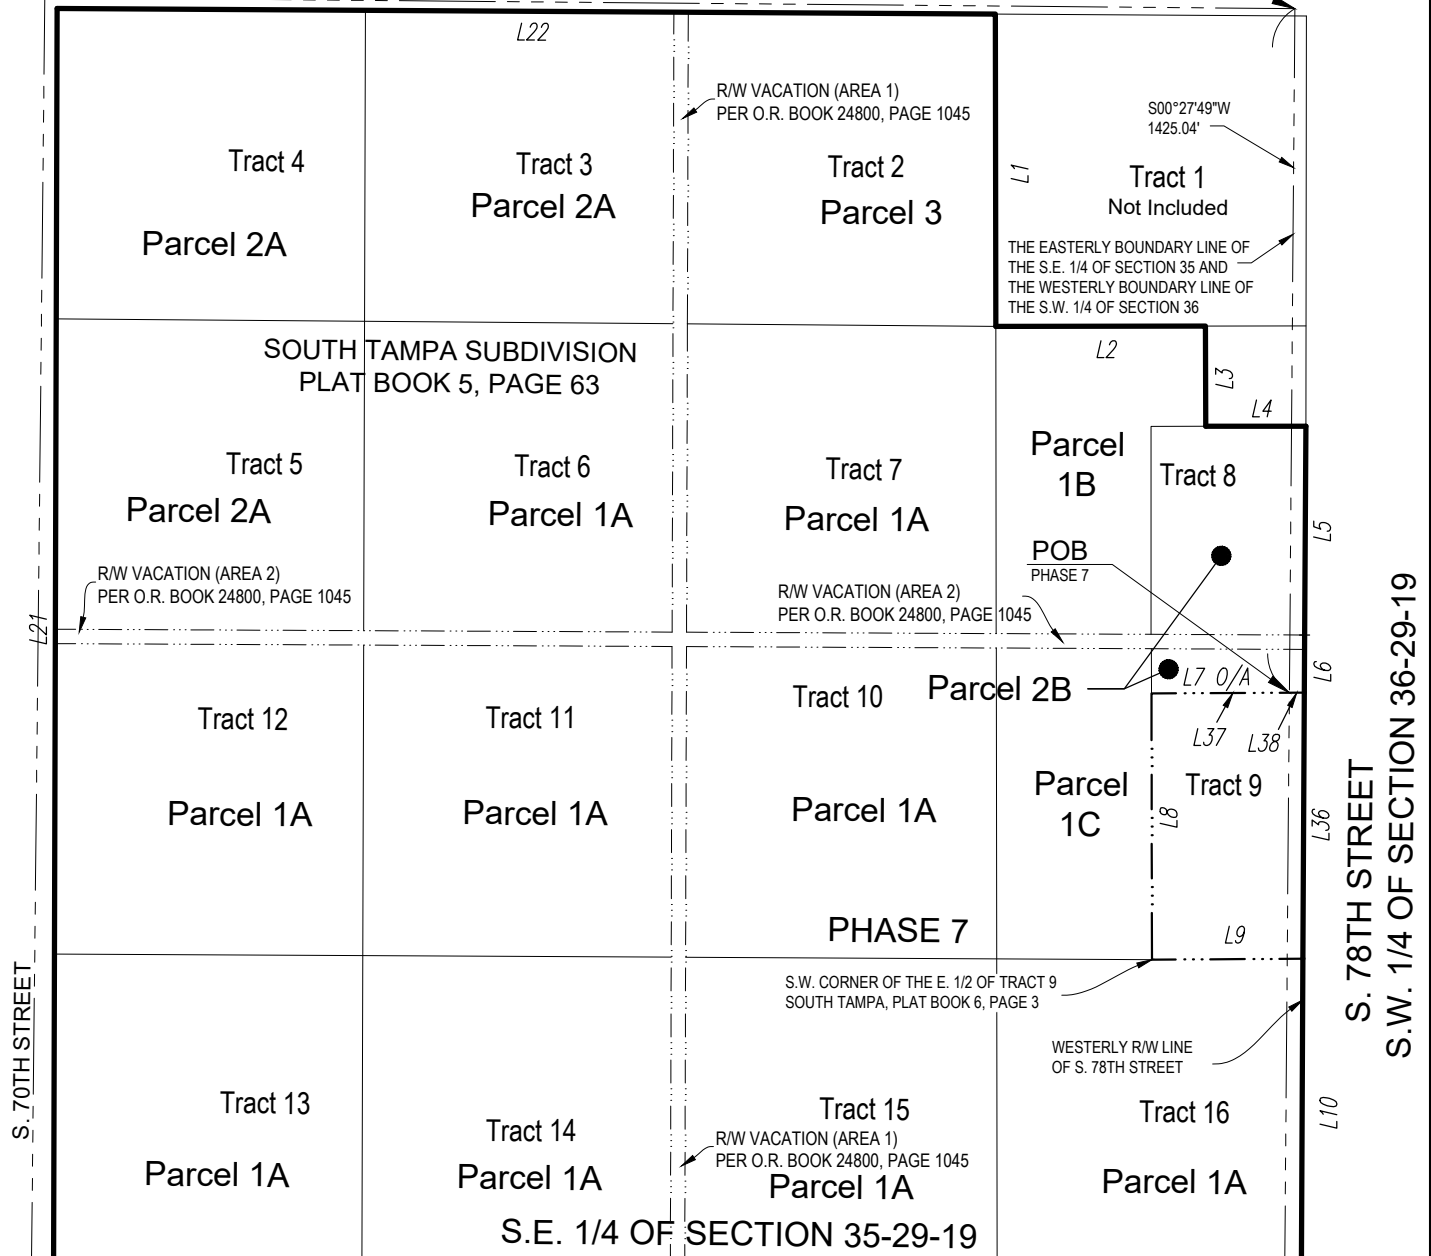 L22
R/W VACATION (AREA 1)
PER O.R. BOOK 24800, PAGE 1045
S00°27'49"W
1425.04'
Tract 4
Parcel 2A
Tract 3
Parcel 2A
Tract 2
Parcel 3
L1
Tract 1
Not Included
THE EASTERLY BOUNDARY LINE OF
THE S.E. 1/4 OF SECTION 35 AND
THE WESTERLY BOUNDARY LINE OF
THE S.W. 1/4 OF SECTION 36
SOUTH TAMPA SUBDIVISION
PLAT BOOK 5, PAGE 63
L2
L3
L4
Tract 5
Parcel 2A
Tract 6
Parcel 1A
Tract 7
Parcel 1A
Parcel
1B
Tract 8
L5
POB
PHASE 7
R/W VACATION (AREA 2)
PER O.R. BOOK 24800, PAGE 1045
R/W VACATION (AREA 2)
PER O.R. BOOK 24800, PAGE 1045
L21
L6
Parcel 2B
L7 O/A
L37
L38
Tract 12
Parcel 1A
Tract 11
Parcel 1A
Tract 10
Parcel 1A
Parcel
1C
L8
Tract 9
L36
PHASE 7
L9
S.W. CORNER OF THE E. 1/2 OF TRACT 9
SOUTH TAMPA, PLAT BOOK 6, PAGE 3
WESTERLY R/W LINE
OF S. 78TH STREET
S. 78TH STREET
S.W. 1/4 OF SECTION 36-29-19
S. 70TH STREET
Tract 13
Parcel 1A
Tract 14
Parcel 1A
Tract 15
R/W VACATION (AREA 1)
PER O.R. BOOK 24800, PAGE 1045
Parcel 1A
Tract 16
Parcel 1A
L10
S.E. 1/4 OF SECTION 35-29-19